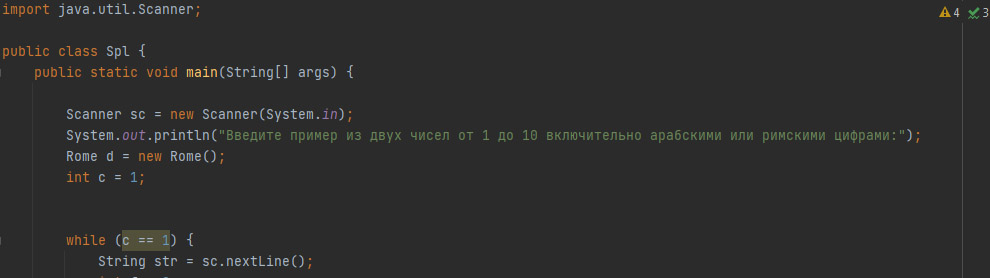 import java.util.Scanner;
4 3
public class Spl {
public static void main(String[] args) {
Scanner sc = new Scanner(System.in);
System.out.println("Введите пример из двух чисел от 1 до 10 включительно арабскими или римскими цифрами:");
Rome d = new Rome();
int c = 1;
while (c == 1) {
String str = sc.nextLine();